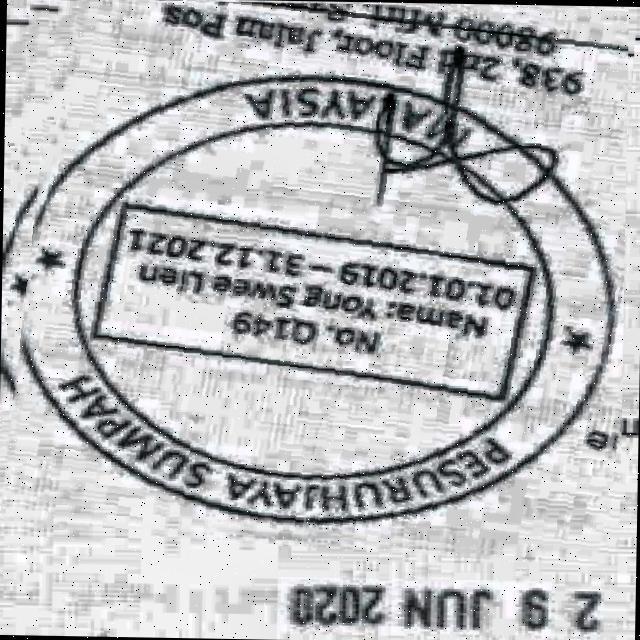 2 9 JUN 2020
PESURUHJAYA SUMPAH
No. Q149
Nama: Yong Swee Lien
01.01.2019 – 31.12.2021
MALAYSIA
938, 2nd Floor, Jalan Pos
98000 Miri